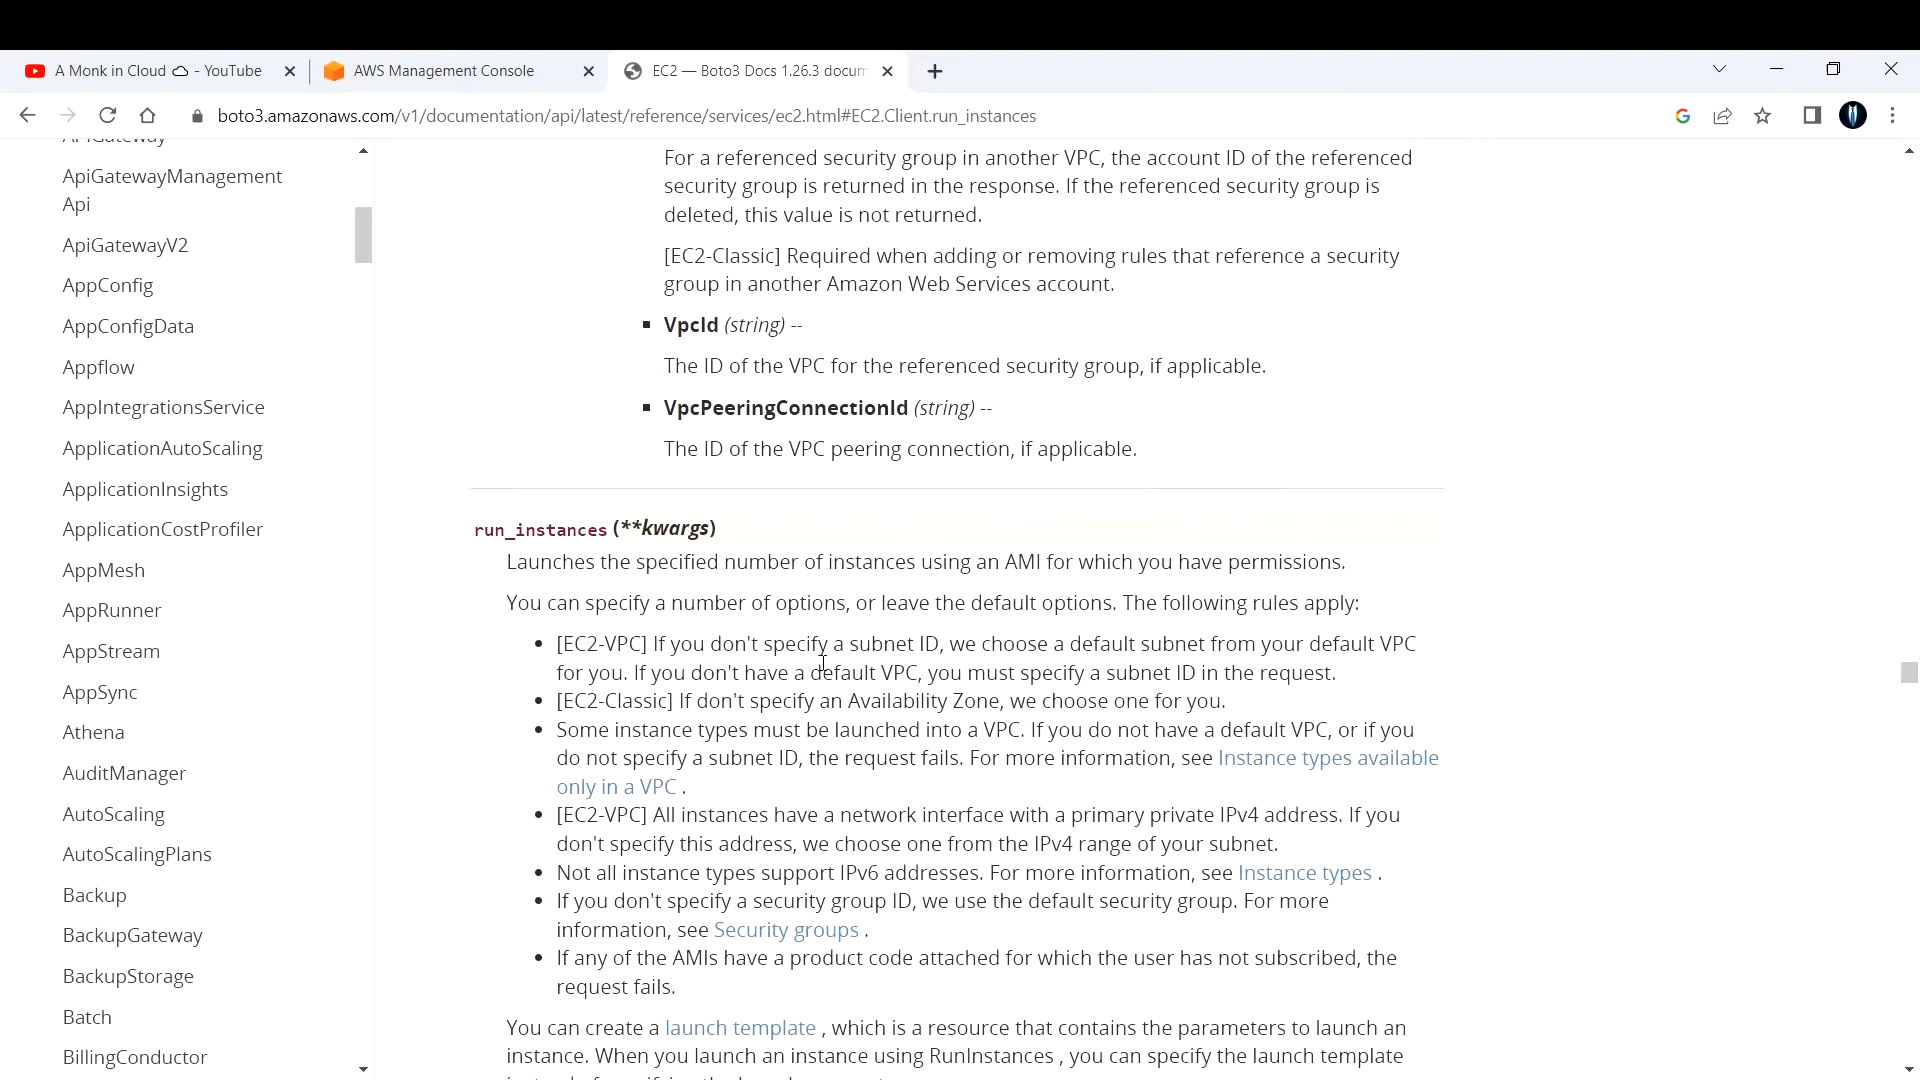 A Monk in Cloud - YouTube
AWS Management Console
EC2 — Boto3 Docs 1.26.3 docum
boto3.amazonaws.com/v1/documentation/api/latest/reference/services/ec2.html#EC2.Client.run_instances
ApiGateway
ApiGatewayManagement
Api
ApiGatewayV2
AppConfig
AppConfigData
Appflow
AppIntegrationsService
ApplicationAutoScaling
ApplicationInsights
ApplicationCostProfiler
AppMesh
AppRunner
AppStream
AppSync
Athena
AuditManager
AutoScaling
AutoScalingPlans
Backup
BackupGateway
BackupStorage
Batch
BillingConductor
For a referenced security group in another VPC, the account ID of the referenced
security group is returned in the response. If the referenced security group is
deleted, this value is not returned.
[EC2-Classic] Required when adding or removing rules that reference a security
group in another Amazon Web Services account.
VpcId (string) --
The ID of the VPC for the referenced security group, if applicable.
VpcPeeringConnectionId (string) --
The ID of the VPC peering connection, if applicable.
run_instances (**kwargs)
Launches the specified number of instances using an AMI for which you have permissions.
You can specify a number of options, or leave the default options. The following rules apply:
[EC2-VPC] If you don't specify a subnet ID, we choose a default subnet from your default VPC
for you. If you don't have a default VPC, you must specify a subnet ID in the request.
[EC2-Classic] If don't specify an Availability Zone, we choose one for you.
Some instance types must be launched into a VPC. If you do not have a default VPC, or if you
do not specify a subnet ID, the request fails. For more information, see Instance types available
only in a VPC .
[EC2-VPC] All instances have a network interface with a primary private IPv4 address. If you
don't specify this address, we choose one from the IPv4 range of your subnet.
Not all instance types support IPv6 addresses. For more information, see Instance types .
If you don't specify a security group ID, we use the default security group. For more
information, see Security groups .
If any of the AMIs have a product code attached for which the user has not subscribed, the
request fails.
You can create a launch template , which is a resource that contains the parameters to launch an
instance. When you launch an instance using RunInstances , you can specify the launch template